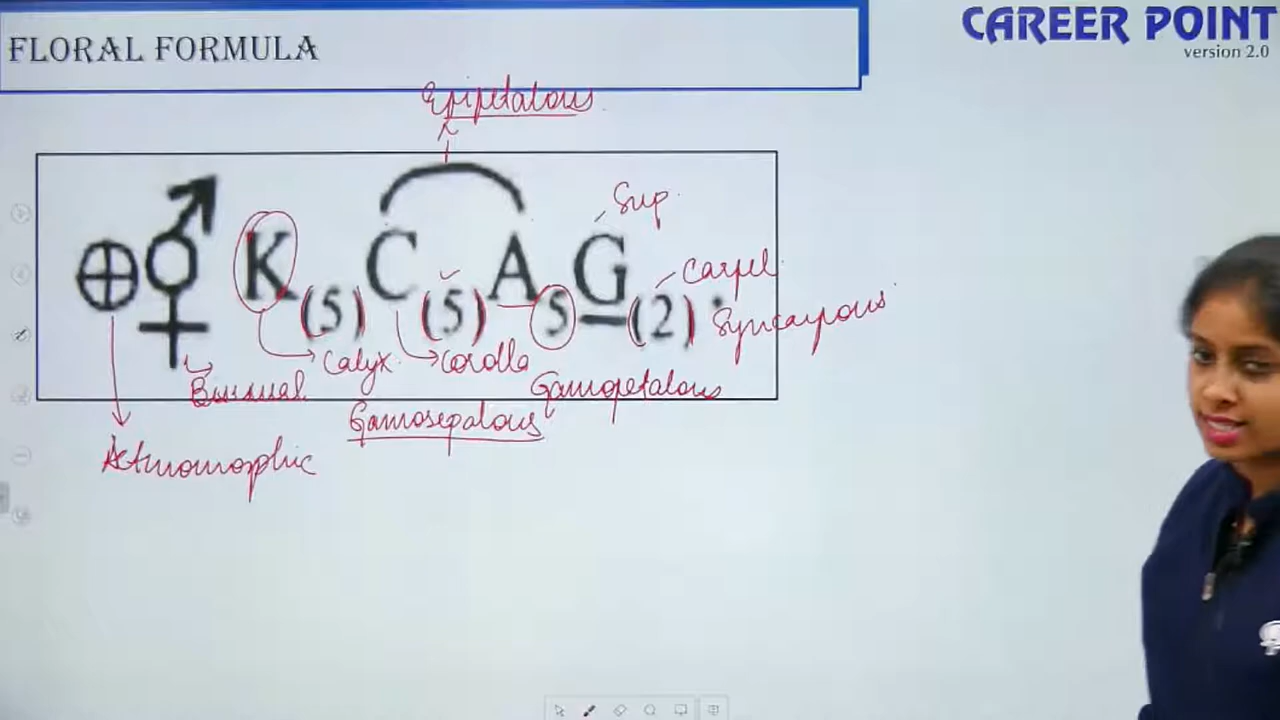 FLORAL FORMULA
CAREER POINT
version 2.0
Epipetalous
⊕ ⚥ K(5) C(5) A5 G(2)
Sup.
Carpel
Syncarpous
Calyx
Corolla
Bisexual
Gamopetalous
Gamosepalous
Actinomorphic